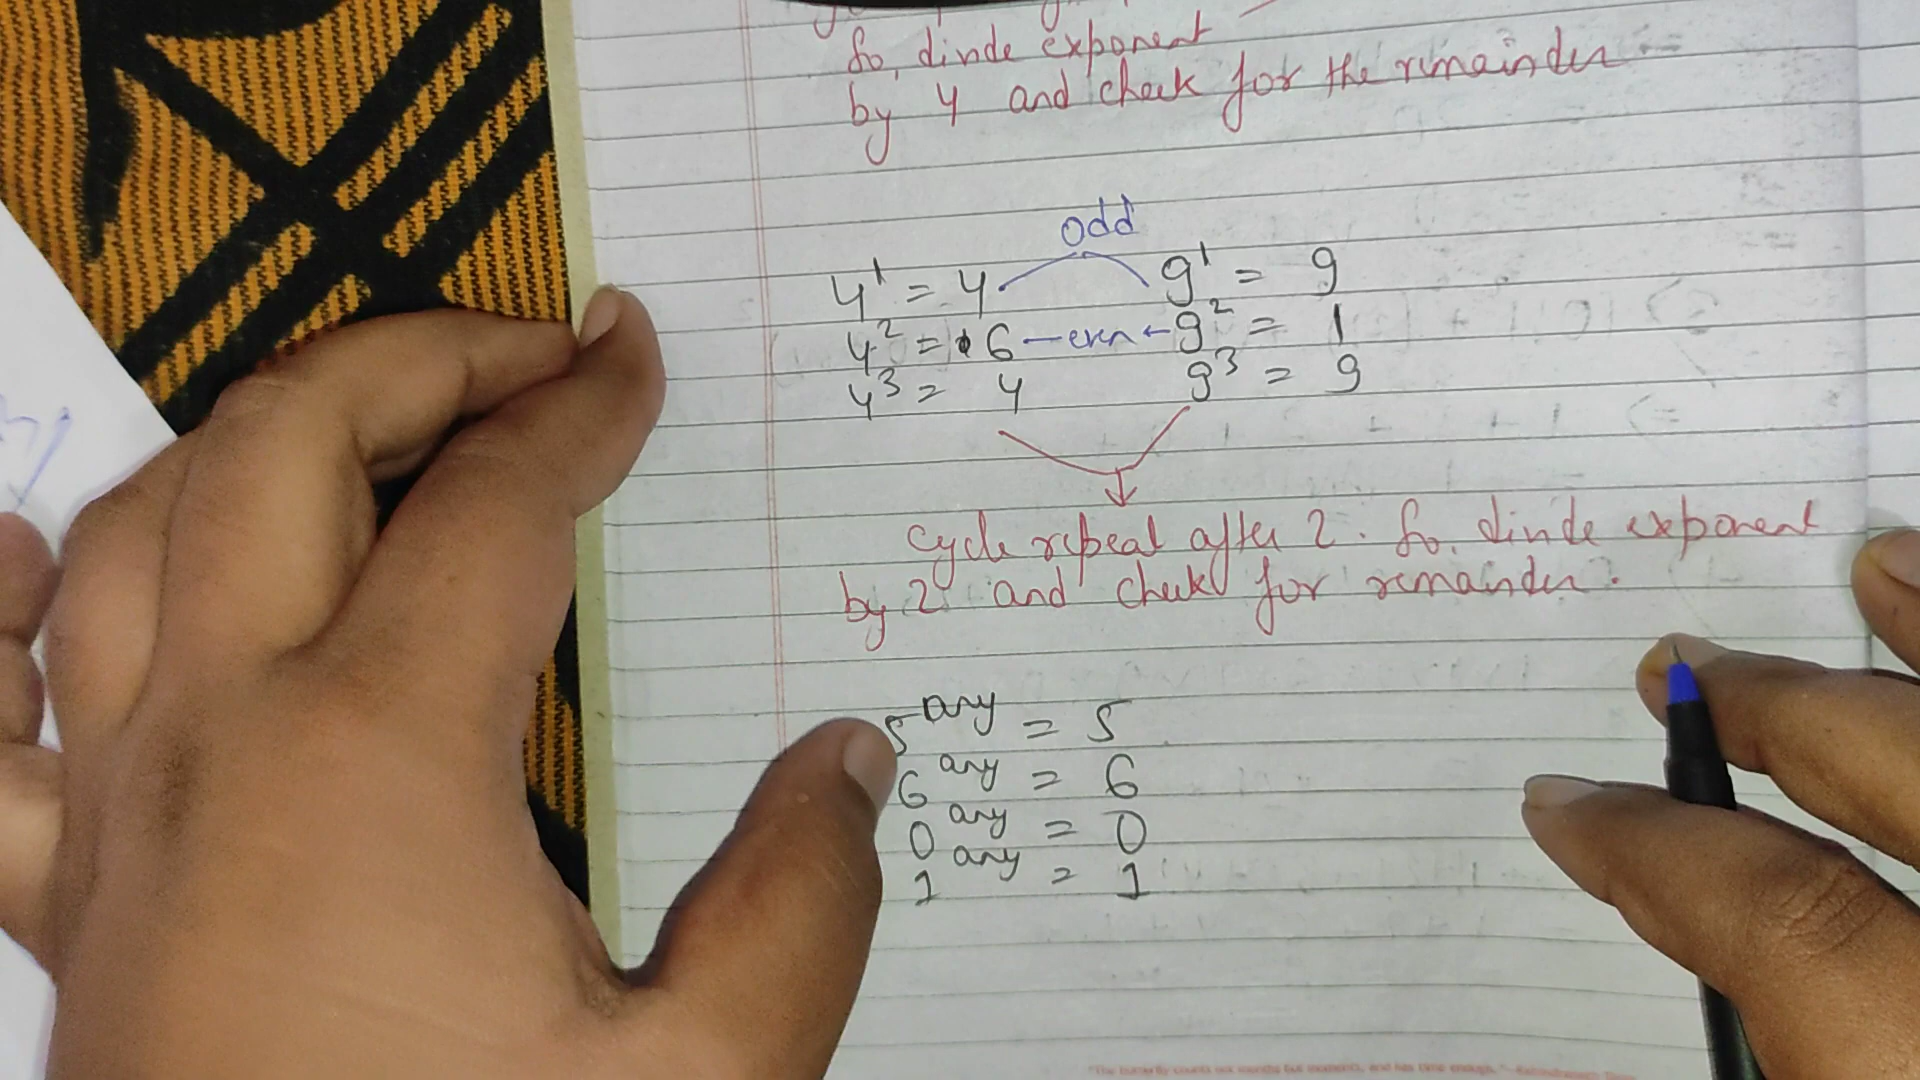 So, divide exponent
by 4 and check for the remainder
odd
4¹ = 4 9¹ = 9
4² = 6 — even ← 9² = 1
4³ = 4 9³ = 9
Cycle repeat after 2. So, divide exponent
by 2 and check for remainder.
5^any = 5
6^any = 6
0^any = 0
1^any = 1